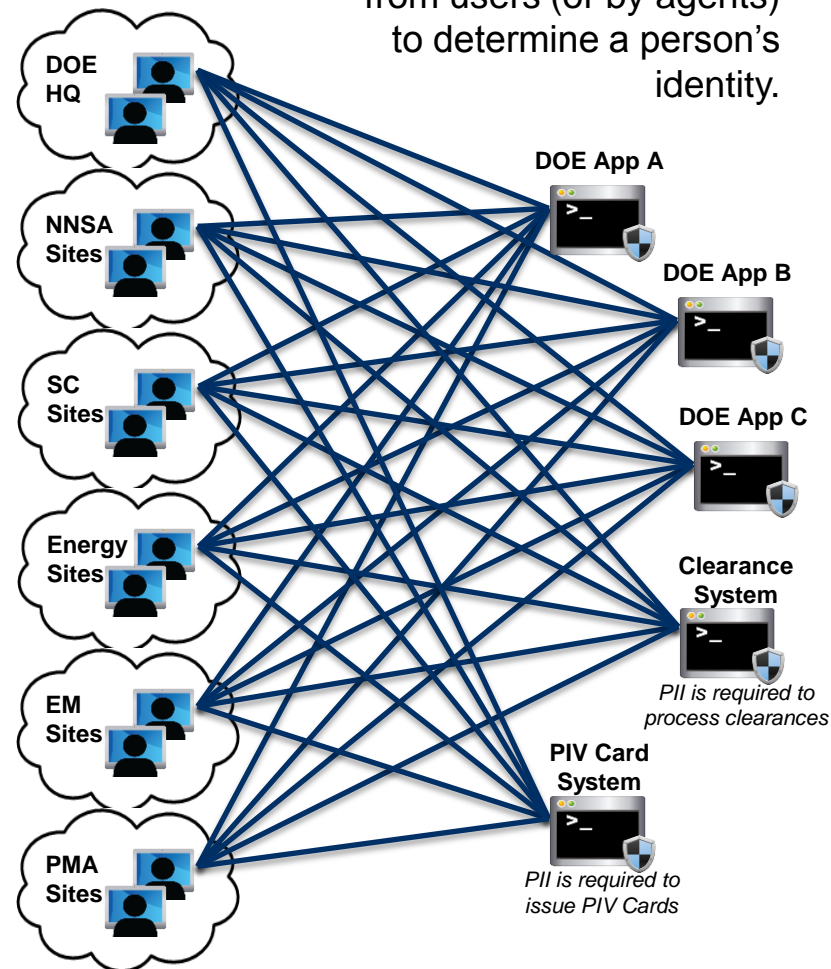 from users (or by agents)
to determine a person's
identity.
DOE
HQ
NNSA
Sites
SC
Sites
Energy
Sites
EM
Sites
PMA
Sites
DOE App A
>_
DOE App B
>_
DOE App C
>_
Clearance
System
>_
PII is required to
process clearances
PIV Card
System
>_
PII is required to
issue PIV Cards